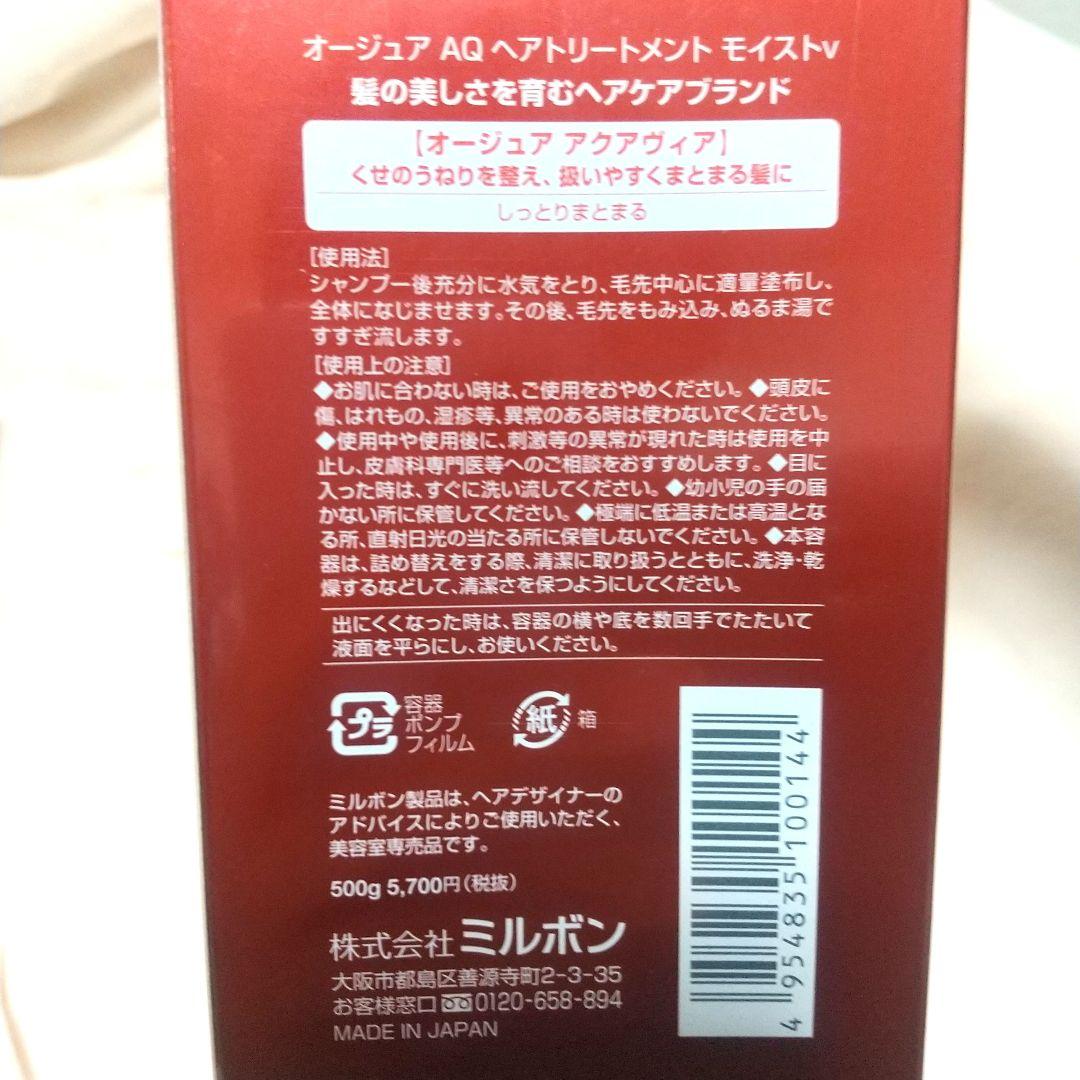 オージュア AQ ヘアトリートメント モイストv
髪の美しさを育むヘアケアブランド
【オージュア アクアヴィア】
くせのうねりを整え、扱いやすくまとまる髪に
しっとりまとまる
[使用法]
シャンプー後充分に水気をとり、毛先中心に適量塗布し、
全体になじませます。その後、毛先をもみ込み、ぬるま湯で
すすぎ流します。
[使用上の注意]
◆お肌に合わない時は、ご使用をおやめください。◆頭皮に
傷、はれもの、湿疹等、異常のある時は使わないでください。
◆使用中や使用後に、刺激等の異常が現れた時は使用を中
止し、皮膚科専門医等へのご相談をおすすめします。◆目に
入った時は、すぐに洗い流してください。◆幼小児の手の届
かない所に保管してください。◆極端に低温または高温とな
る所、直射日光の当たる所に保管しないでください。◆本容
器は、詰め替えをする際、清潔に取り扱うとともに、洗浄・乾
燥するなどして、清潔さを保つようにしてください。
出にくくなった時は、容器の横や底を数回手でたたいて
液面を平らにし、お使いください。
プラ 容器
ポンプ
フィルム
紙 箱
ミルボン製品は、ヘアデザイナーの
アドバイスによりご使用いただく、
美容室専売品です。
500g 5,700円(税抜)
株式会社 ミルボン
大阪市都島区善源寺町2-3-35
お客様窓口 0120-658-894
MADE IN JAPAN
4 954835 100144